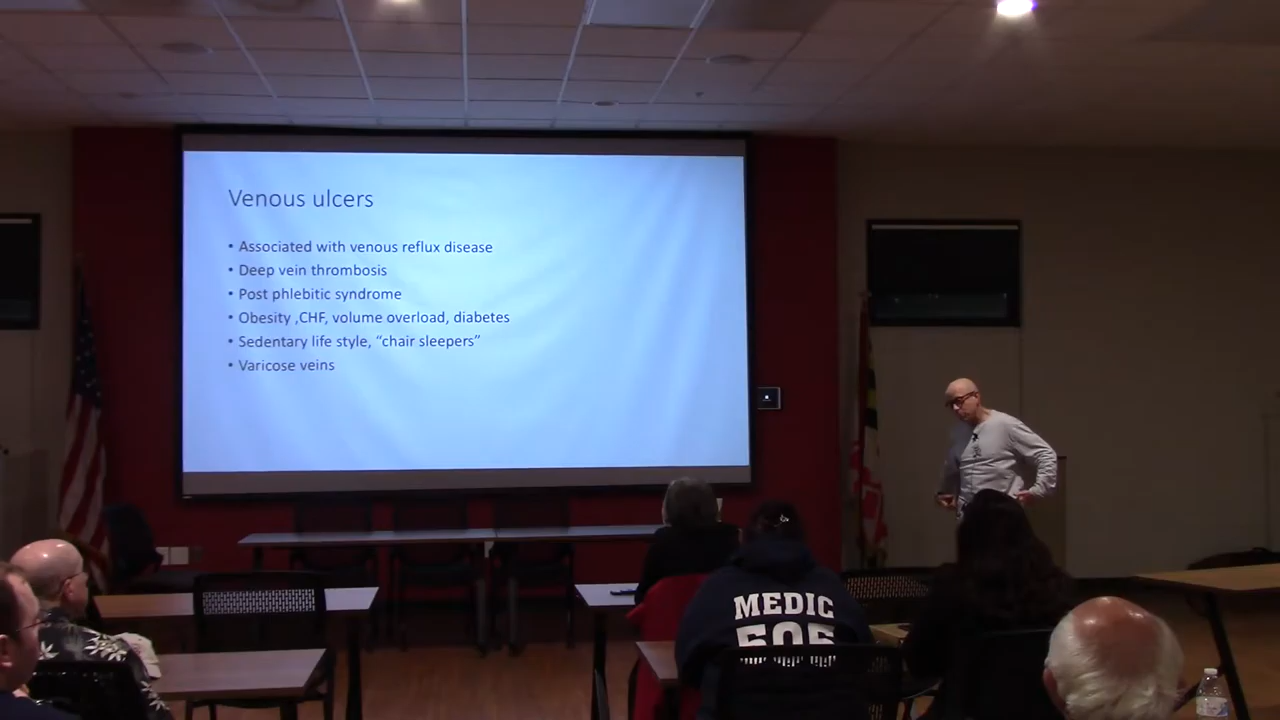 Venous ulcers
• Associated with venous reflux disease
• Deep vein thrombosis
• Post phlebitic syndrome
• Obesity ,CHF, volume overload, diabetes
• Sedentary life style, “chair sleepers”
• Varicose veins
MEDIC
505